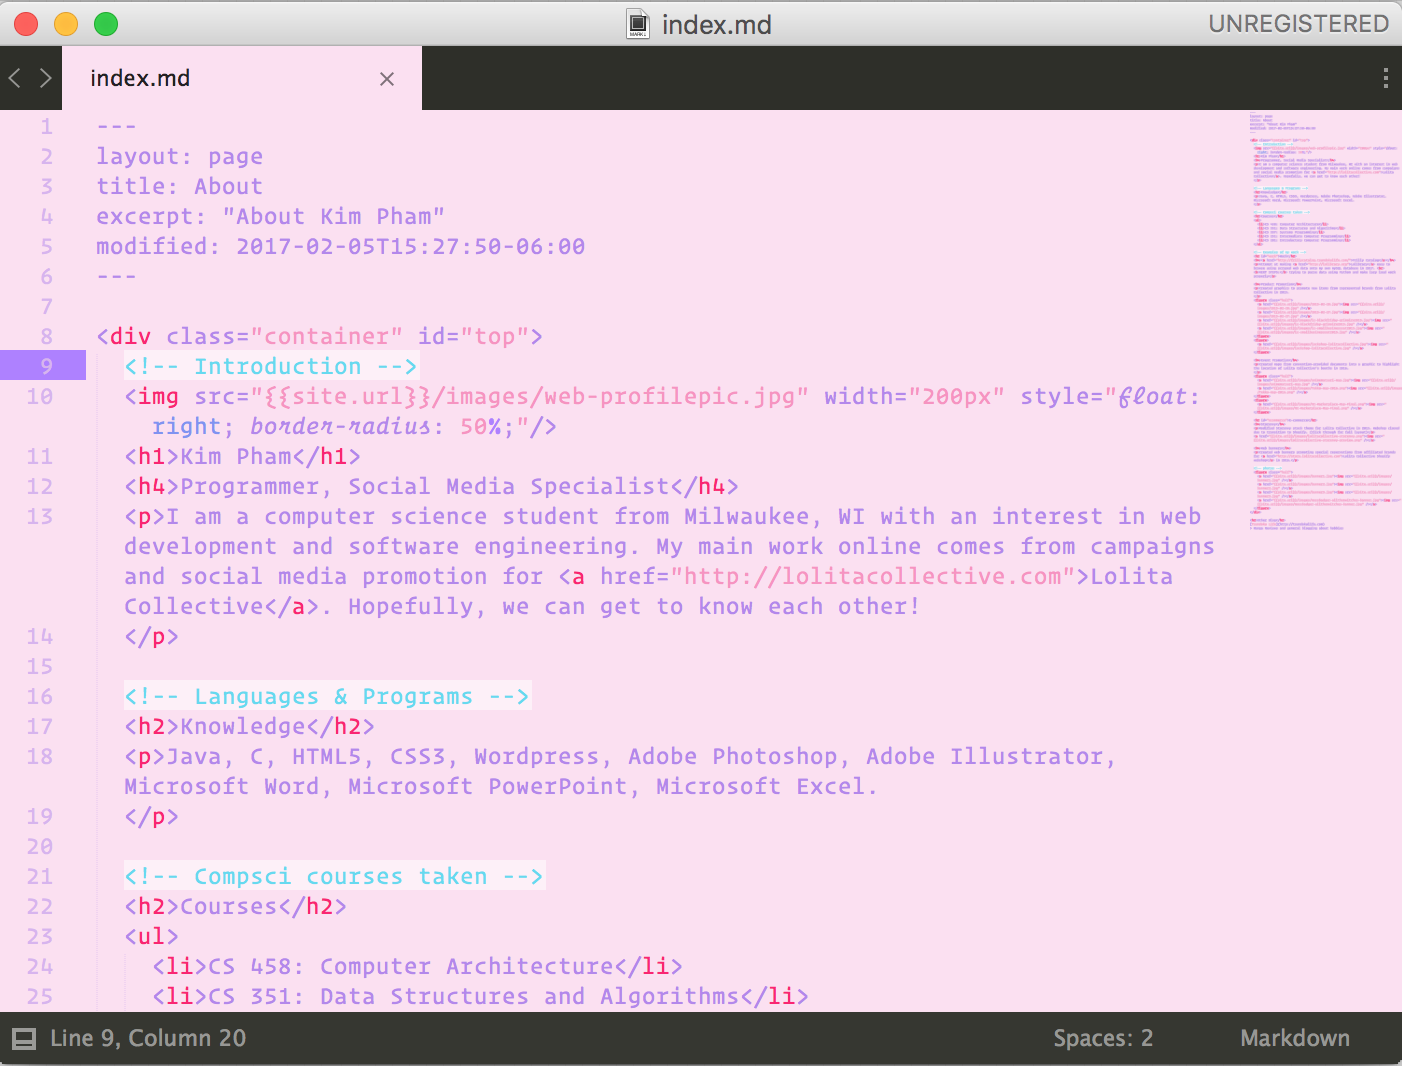 index.md
UNREGISTERED
index.md
1 ---
2 layout: page
3 title: About
4 excerpt: "About Kim Pham"
5 modified: 2017-02-05T15:27:50-06:00
6 ---
7
8 <div class="container" id="top">
9 <!-- Introduction -->
10 <img src="{{site.url}}/images/web-profilepic.jpg" width="200px" style="float:
right; border-radius: 50%;"/>
11 <h1>Kim Pham</h1>
12 <h4>Programmer, Social Media Specialist</h4>
13 <p>I am a computer science student from Milwaukee, WI with an interest in web
development and software engineering. My main work online comes from campaigns
and social media promotion for <a href="http://lolitacollective.com">Lolita
Collective</a>. Hopefully, we can get to know each other!
14 </p>
15
16 <!-- Languages & Programs -->
17 <h2>Knowledge</h2>
18 <p>Java, C, HTML5, CSS3, Wordpress, Adobe Photoshop, Adobe Illustrator,
Microsoft Word, Microsoft PowerPoint, Microsoft Excel.
19 </p>
20
21 <!-- Compsci courses taken -->
22 <h2>Courses</h2>
23 <ul>
24 <li>CS 458: Computer Architecture</li>
25 <li>CS 351: Data Structures and Algorithms</li>
Line 9, Column 20
Spaces: 2
Markdown